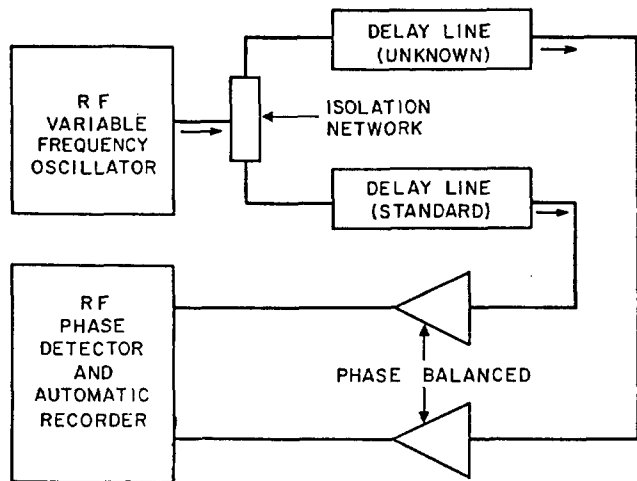 DELAY LINE
(UNKNOWN)
R F
VARIABLE
FREQUENCY
OSCILLATOR
ISOLATION
NETWORK
DELAY LINE
(STANDARD)
R F
PHASE
DETECTOR
AND
AUTOMATIC
RECORDER
PHASE BALANCED